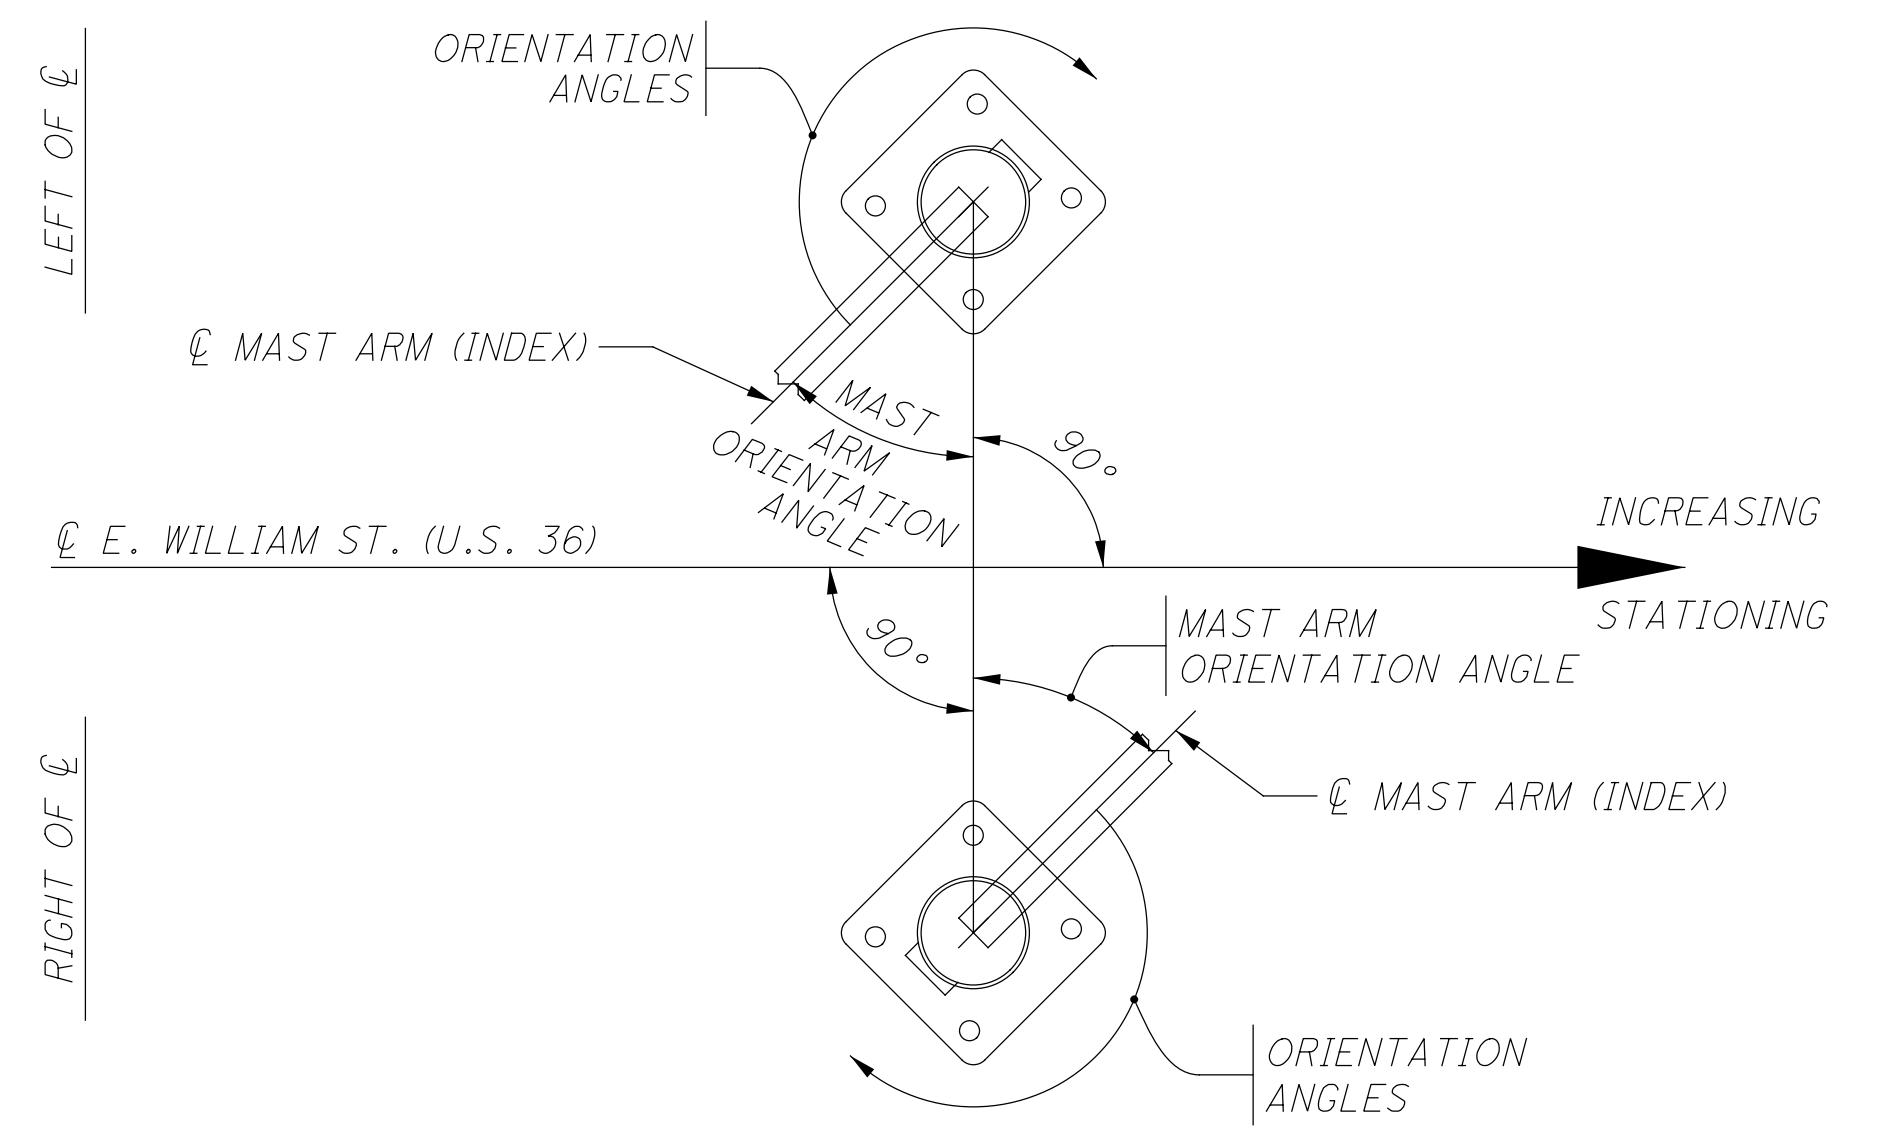 ORIENTATION
ANGLES
LEFT OF ℄
℄ MAST ARM (INDEX)
MAST
ARM
ORIENTATION
ANGLE
90°
℄ E. WILLIAM ST. (U.S. 36)
INCREASING
STATIONING
90°
MAST ARM
ORIENTATION ANGLE
℄ MAST ARM (INDEX)
RIGHT OF ℄
ORIENTATION
ANGLES